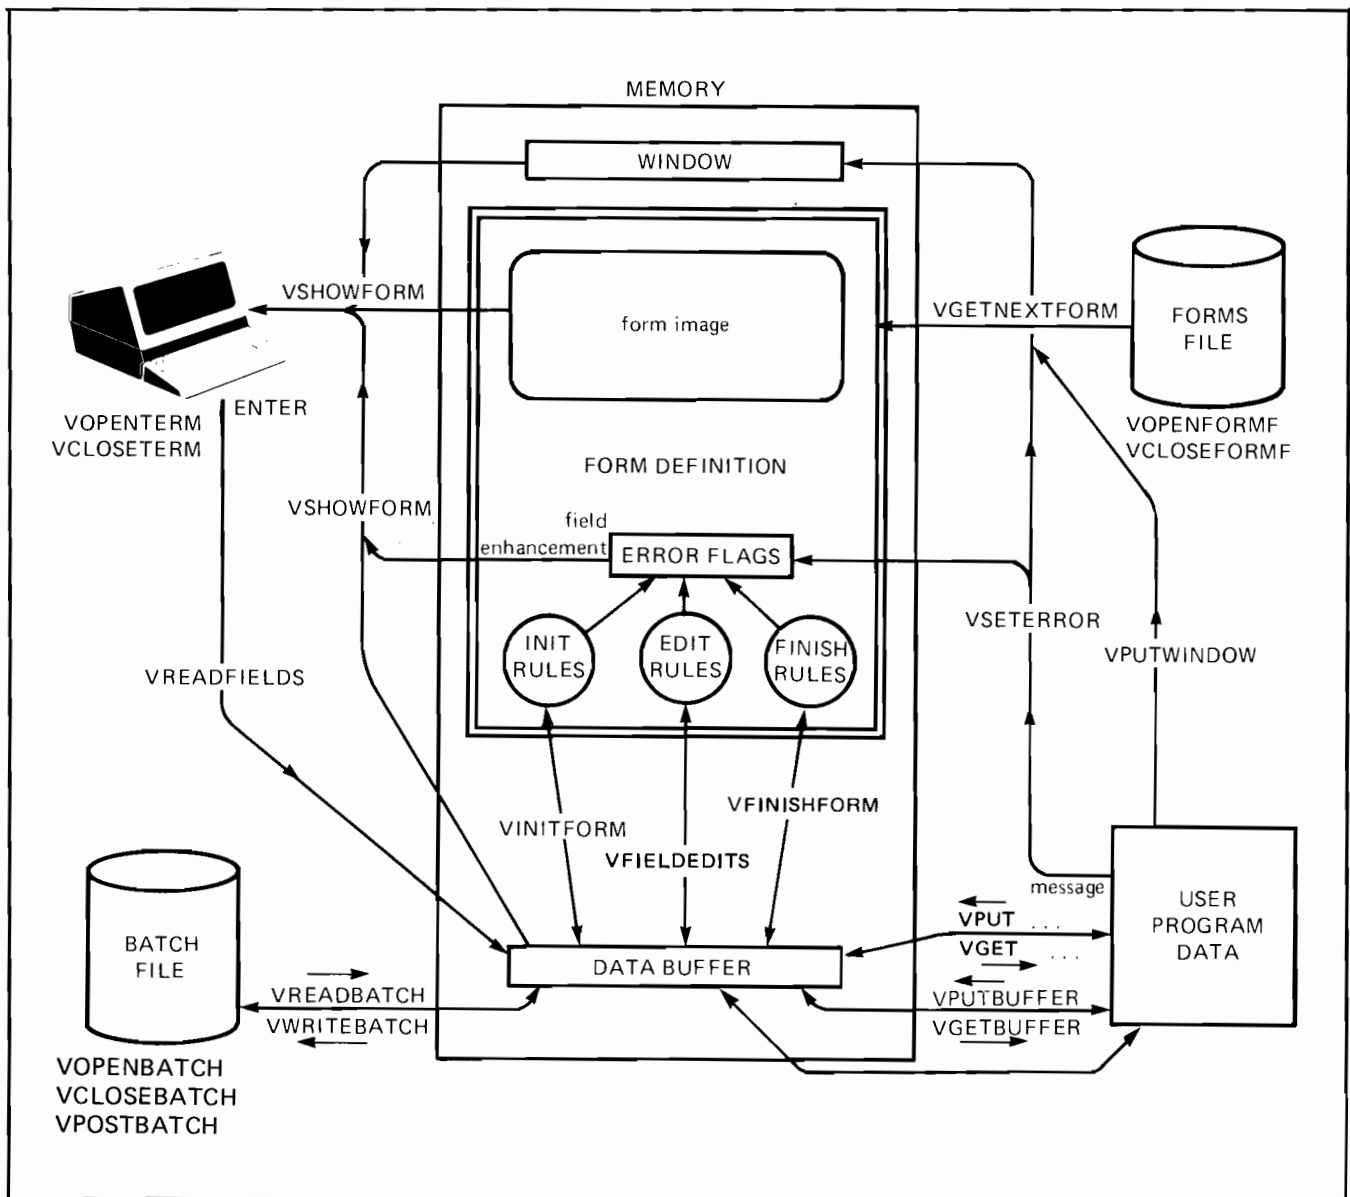 MEMORY
WINDOW
VSHOWFORM
form image
VGETNEXTFORM
FORMS
FILE
ENTER
VOPENTERM
VCLOSETERM
VOPENFORMF
VCLOSEFORMF
FORM DEFINITION
VSHOWFORM
field
enhancement
ERROR FLAGS
VSETERROR
INIT
RULES
EDIT
RULES
FINISH
RULES
VPUTWINDOW
VREADFIELDS
VINITFORM
VFIELDEDITS
VFINISHFORM
message
USER
PROGRAM
DATA
VPUT ...
VGET ...
BATCH
FILE
DATA BUFFER
VREADBATCH
VWRITEBATCH
VPUTBUFFER
VGETBUFFER
VOPENBATCH
VCLOSEBATCH
VPOSTBATCH